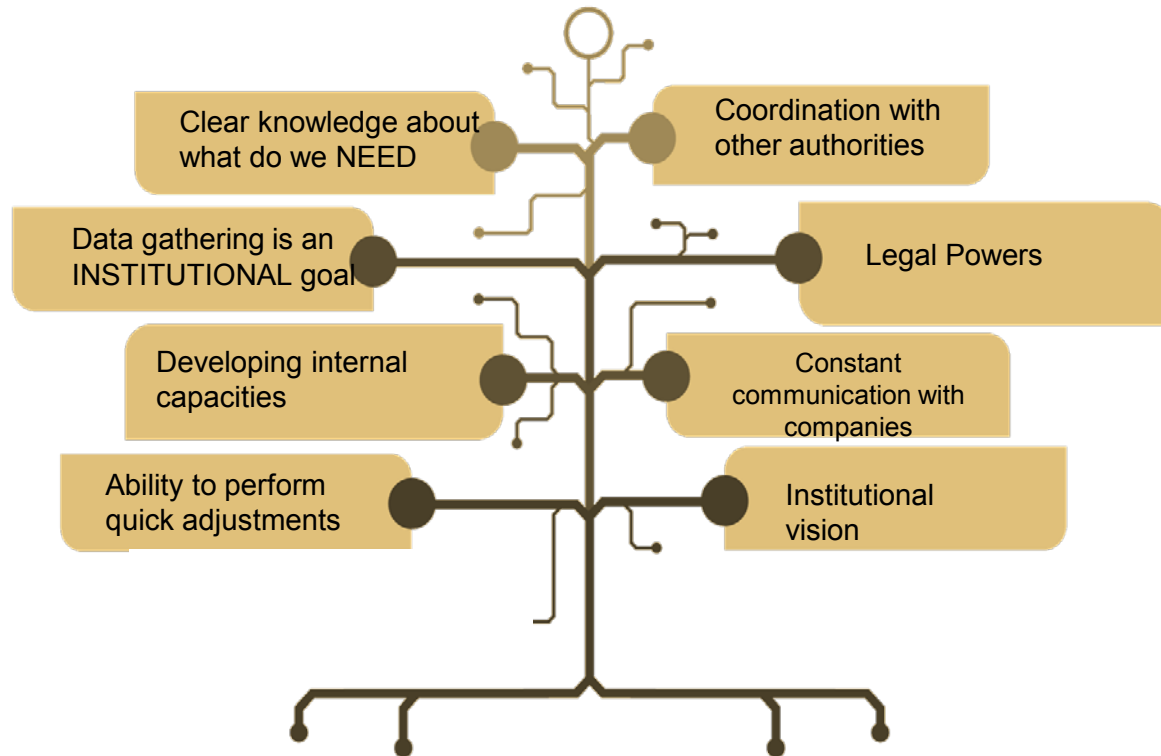 Clear knowledge about
what do we NEED
Coordination with
other authorities
Data gathering is an
INSTITUTIONAL goal
Legal Powers
Developing internal
capacities
Constant
communication with
companies
Ability to perform
quick adjustments
Institutional
vision